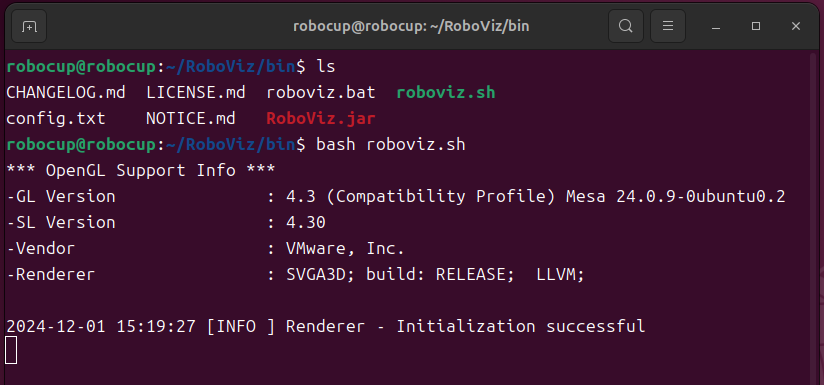 robocup@robocup: ~/RoboViz/bin
robocup@robocup:~/RoboViz/bin$ ls
CHANGELOG.md  LICENSE.md  roboviz.bat  roboviz.sh
config.txt    NOTICE.md   RoboViz.jar
robocup@robocup:~/RoboViz/bin$ bash roboviz.sh
*** OpenGL Support Info ***
-GL Version               : 4.3 (Compatibility Profile) Mesa 24.0.9-0ubuntu0.2
-SL Version               : 4.30
-Vendor                   : VMware, Inc.
-Renderer                 : SVGA3D; build: RELEASE;  LLVM;
2024-12-01 15:19:27 [INFO ] Renderer - Initialization successful